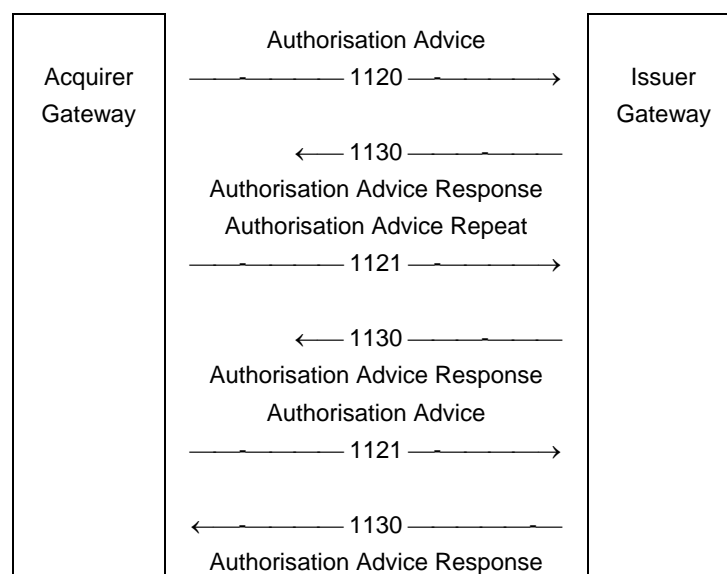 Authorisation Advice
Acquirer
Gateway
1120
Issuer
Gateway
1130
Authorisation Advice Response
Authorisation Advice Repeat
1121
1130
Authorisation Advice Response
Authorisation Advice
1121
1130
Authorisation Advice Response